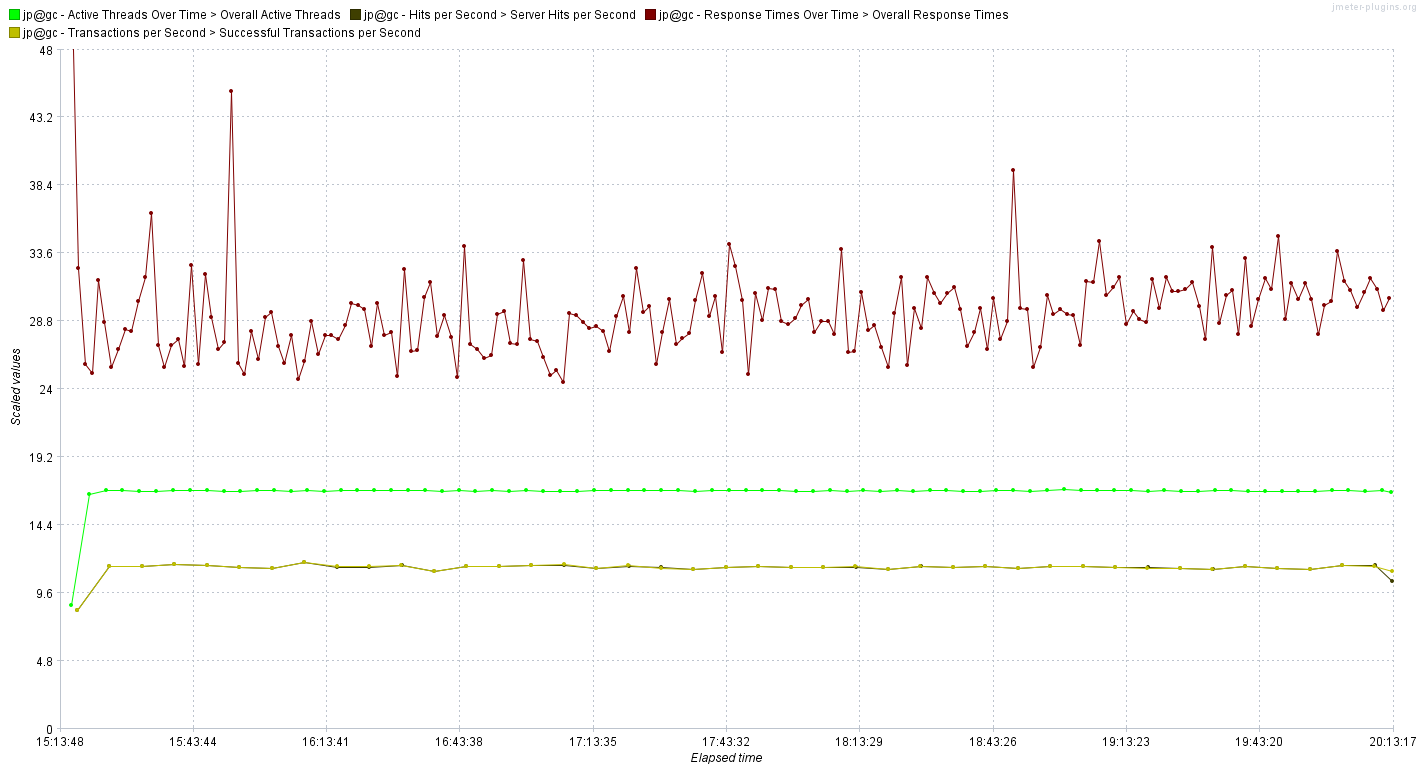 jp@gc - Active Threads Over Time > Overall Active Threads jp@gc - Hits per Second > Server Hits per Second jp@gc - Response Times Over Time > Overall Response Times
jmeter-plugins.org
jp@gc - Transactions per Second > Successful Transactions per Second
48
43.2
38.4
33.6
28.8
24
19.2
14.4
9.6
4.8
0
Scaled values
15:13:48 15:43:44 16:13:41 16:43:38 17:13:35 17:43:32 18:13:29 18:43:26 19:13:23 19:43:20 20:13:17
Elapsed time